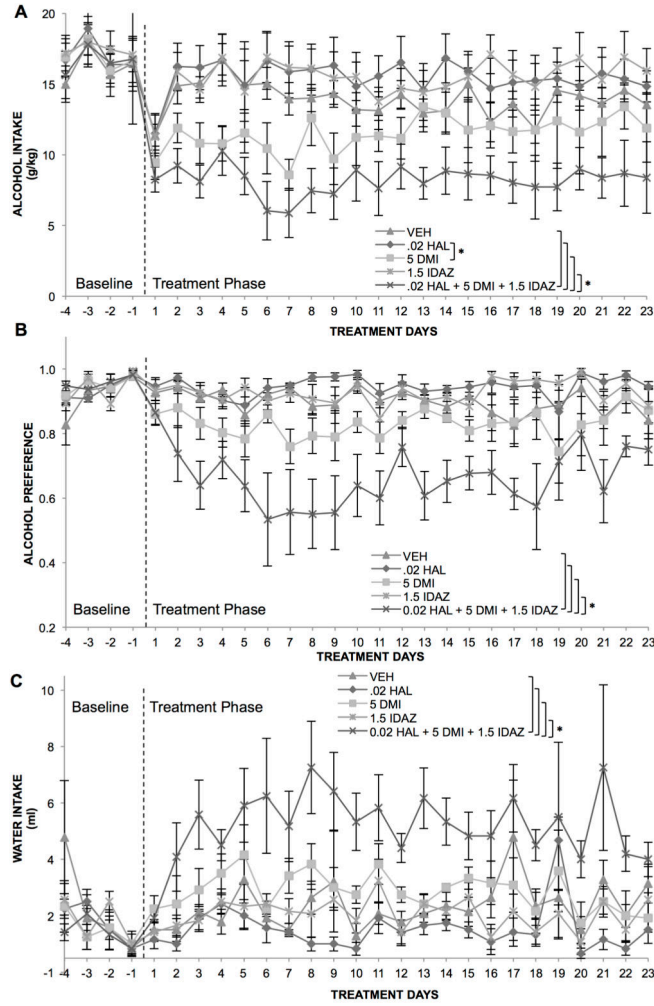 A
ALCOHOL INTAKE
(g/kg)
20
15
10
5
0
VEH
.02 HAL
5 DMI
*
1.5 IDAZ
.02 HAL + 5 DMI + 1.5 IDAZ
*
Baseline
Treatment Phase
-4 -3 -2 -1 1 2 3 4 5 6 7 8 9 10 11 12 13 14 15 16 17 18 19 20 21 22 23
TREATMENT DAYS
B
ALCOHOL PREFERENCE
1.0
0.8
0.6
0.4
0.2
VEH
.02 HAL
5 DMI
1.5 IDAZ
0.02 HAL + 5 DMI + 1.5 IDAZ
*
Baseline
Treatment Phase
-4 -3 -2 -1 1 2 3 4 5 6 7 8 9 10 11 12 13 14 15 16 17 18 19 20 21 22 23
TREATMENT DAYS
C
WATER INTAKE
(ml)
10
8
6
4
2
-1
Baseline
Treatment Phase
VEH
.02 HAL
5 DMI
1.5 IDAZ
0.02 HAL + 5 DMI + 1.5 IDAZ
*
-4 -3 -2 -1 1 2 3 4 5 6 7 8 9 10 11 12 13 14 15 16 17 18 19 20 21 22 23
TREATMENT DAYS